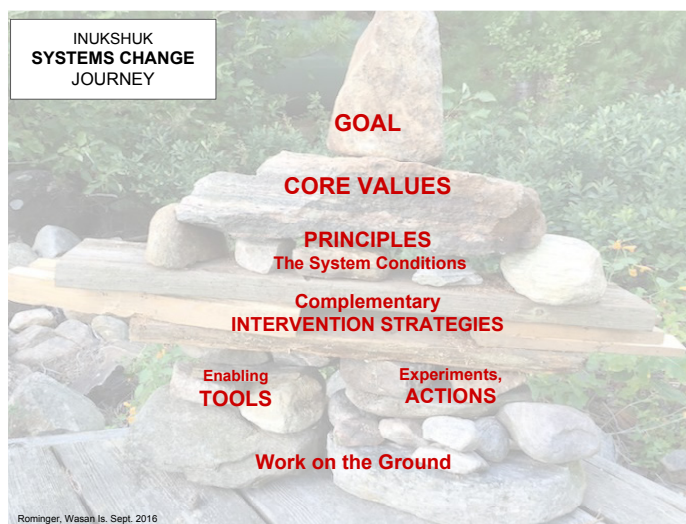 INUKSHUK
SYSTEMS CHANGE
JOURNEY
GOAL
CORE VALUES
PRINCIPLES
The System Conditions
Complementary
INTERVENTION STRATEGIES
Enabling
TOOLS
Experiments,
ACTIONS
Work on the Ground
Rominger, Wasan Is. Sept. 2016